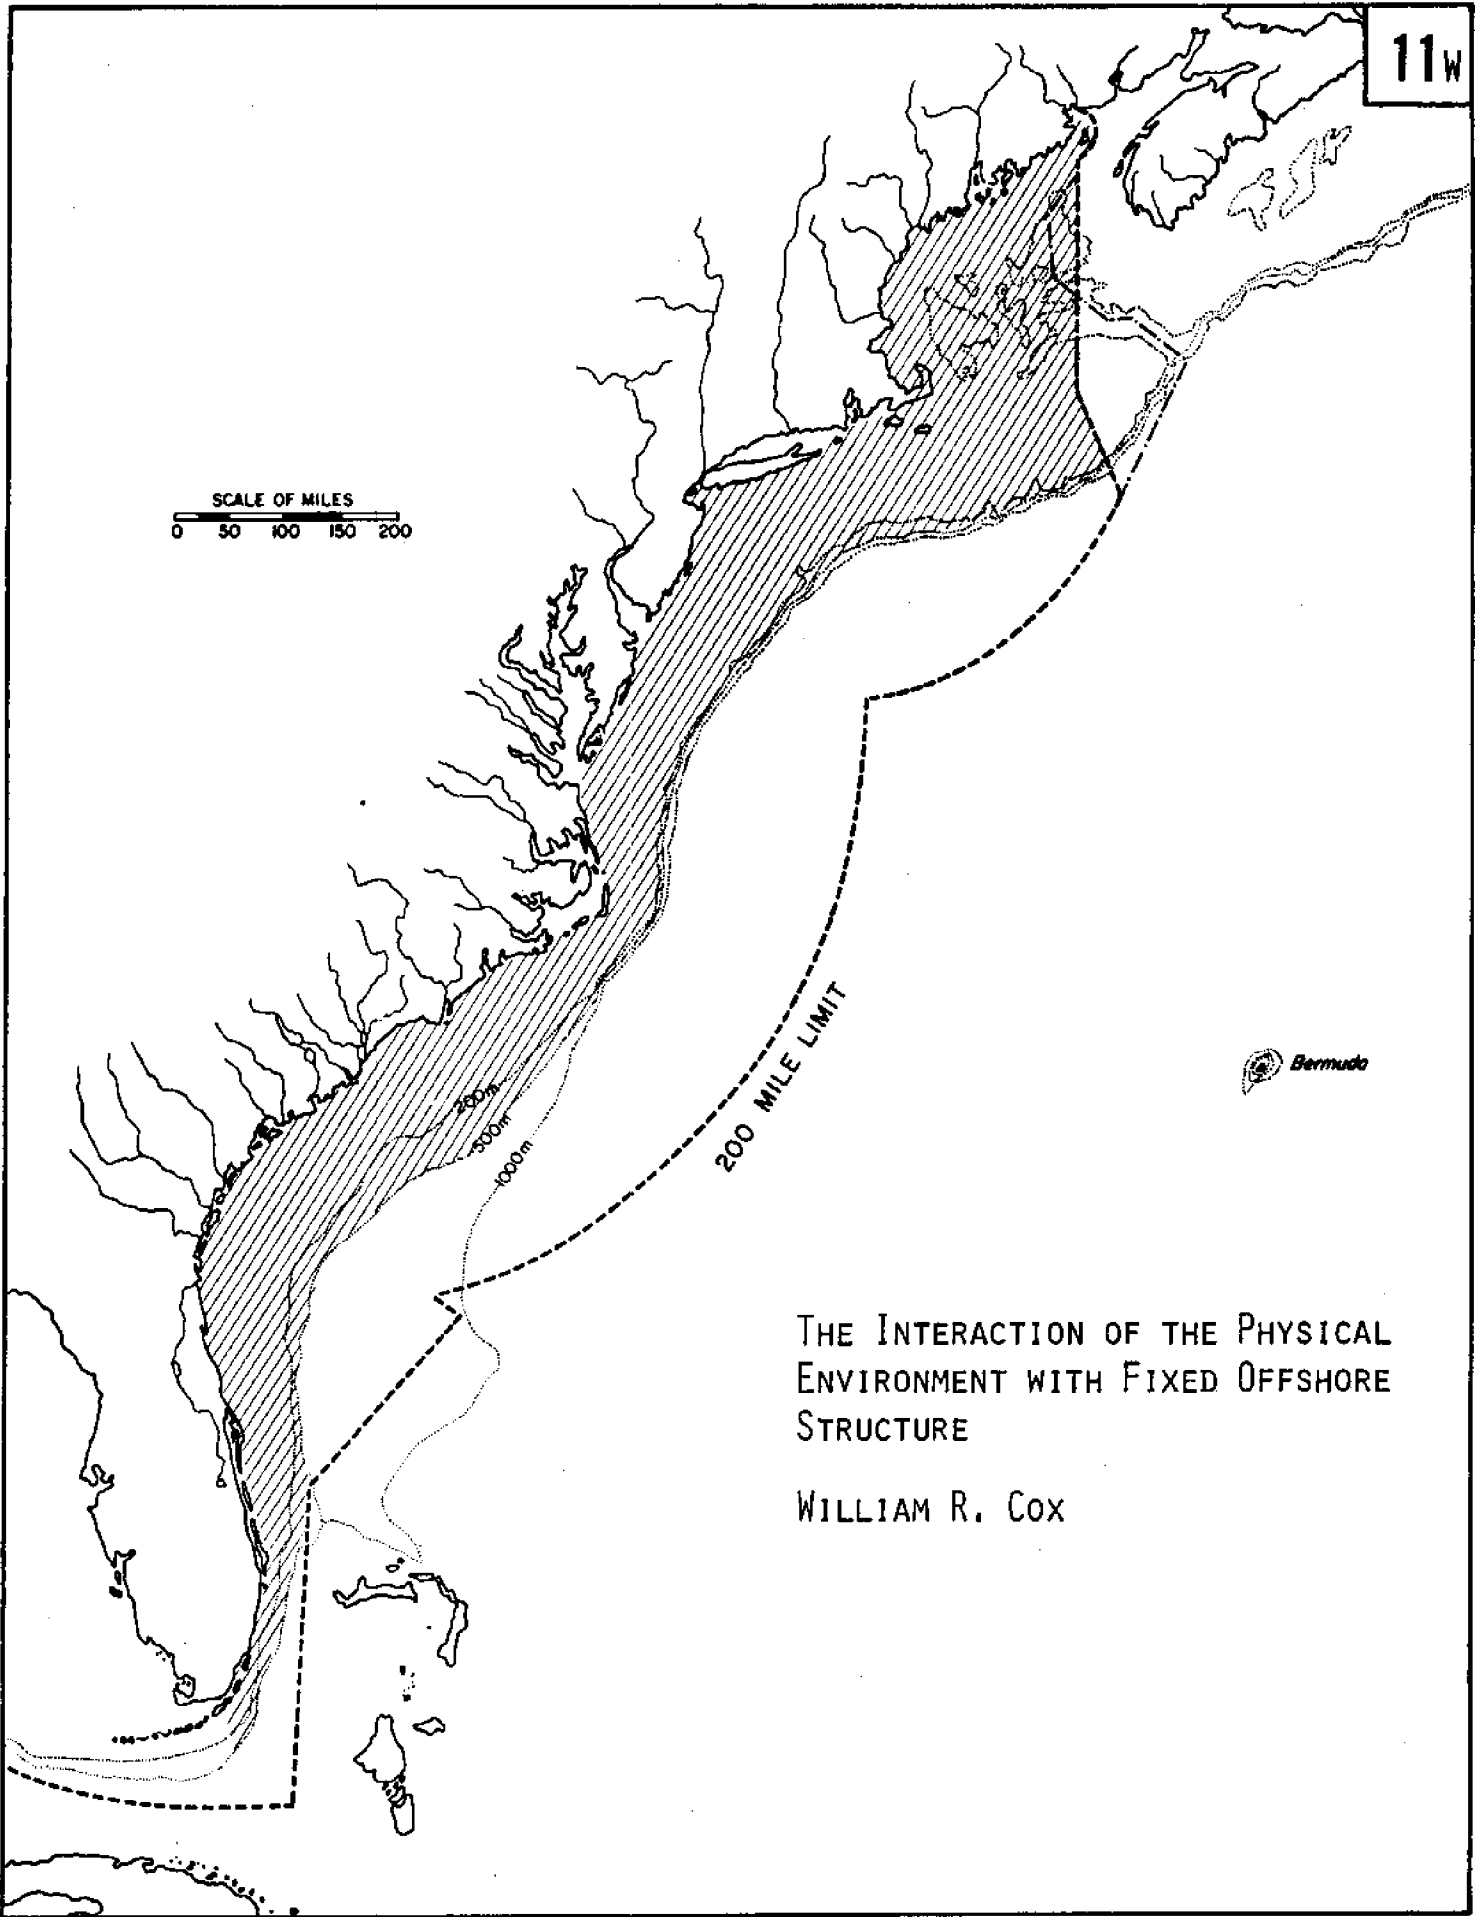 11W
SCALE OF MILES
0 50 100 150 200
200m
500m
1000m
200 MILE LIMIT
Bermuda
THE INTERACTION OF THE PHYSICAL
ENVIRONMENT WITH FIXED OFFSHORE
STRUCTURE
WILLIAM R. COX